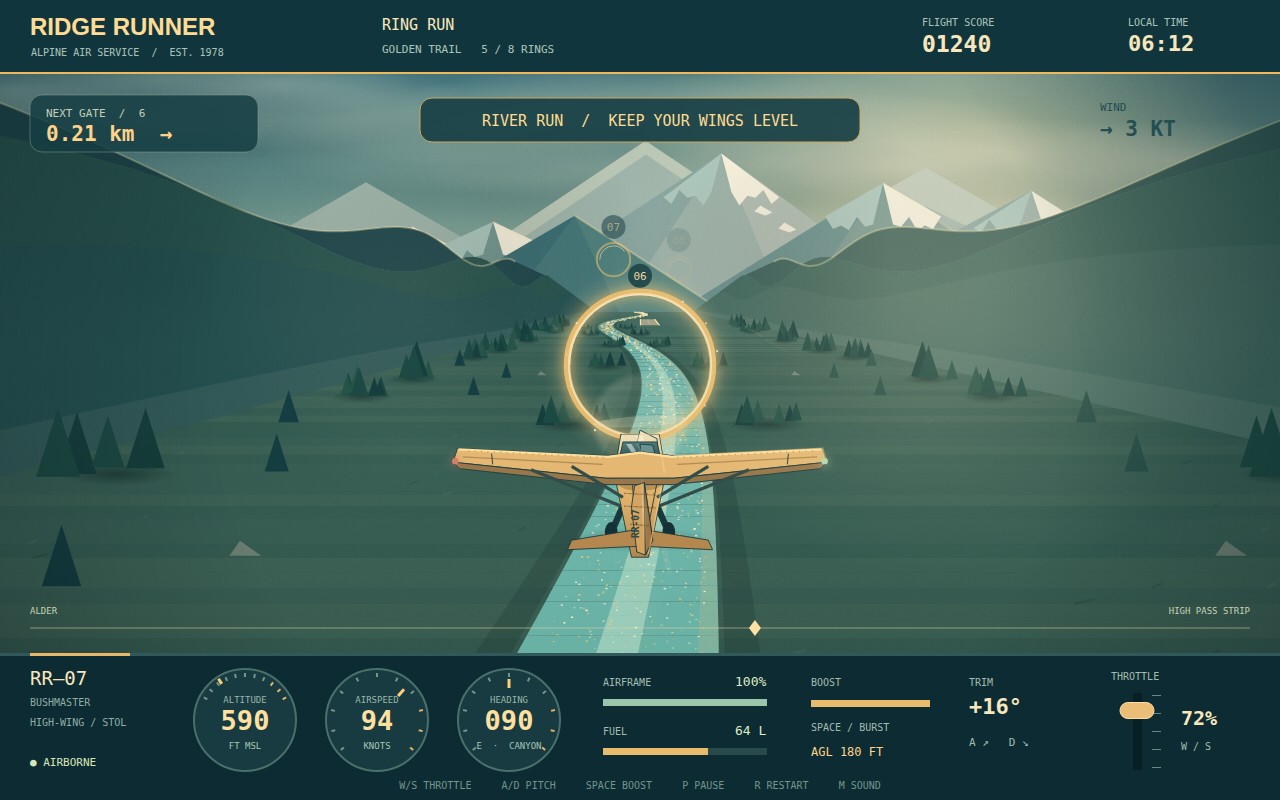 RIDGE RUNNER
ALPINE AIR SERVICE / EST. 1978
RING RUN
GOLDEN TRAIL 5 / 8 RINGS
FLIGHT SCORE
01240
LOCAL TIME
06:12
NEXT GATE / 6
0.21 km →
RIVER RUN / KEEP YOUR WINGS LEVEL
WIND
→ 3 KT
07
06
RR-07
ALDER
HIGH PASS STRIP
RR—07
BUSHMASTER
HIGH-WING / STOL
● AIRBORNE
ALTITUDE
590
FT MSL
AIRSPEED
94
KNOTS
HEADING
090
E · CANYON
AIRFRAME 100%
FUEL 64 L
BOOST
SPACE / BURST
AGL 180 FT
TRIM
+16°
A ↗ D ↘
THROTTLE
72%
W / S
W/S THROTTLE A/D PITCH SPACE BOOST P PAUSE R RESTART M SOUND